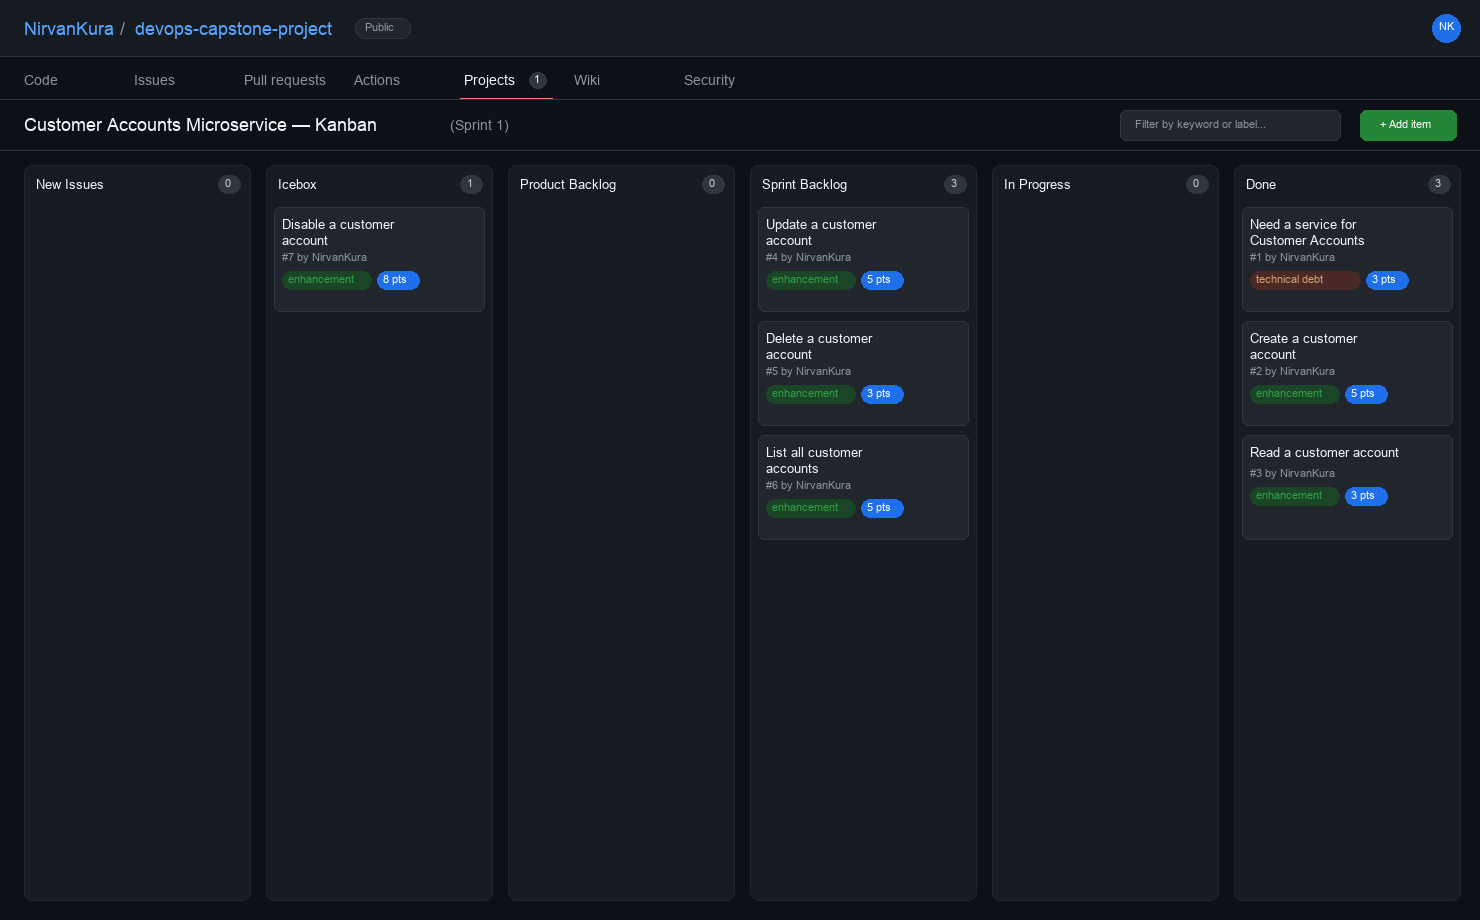 NirvanKura / devops-capstone-project Public NK
Code Issues Pull requests Actions Projects 1 Wiki Security
Customer Accounts Microservice — Kanban (Sprint 1) Filter by keyword or label... + Add item
New Issues 0
Icebox 1
Disable a customer
account
#7 by NirvanKura
enhancement 8 pts
Product Backlog 0
Sprint Backlog 3
Update a customer
account
#4 by NirvanKura
enhancement 5 pts
Delete a customer
account
#5 by NirvanKura
enhancement 3 pts
List all customer
accounts
#6 by NirvanKura
enhancement 5 pts
In Progress 0
Done 3
Need a service for
Customer Accounts
#1 by NirvanKura
technical debt 3 pts
Create a customer
account
#2 by NirvanKura
enhancement 5 pts
Read a customer account
#3 by NirvanKura
enhancement 3 pts